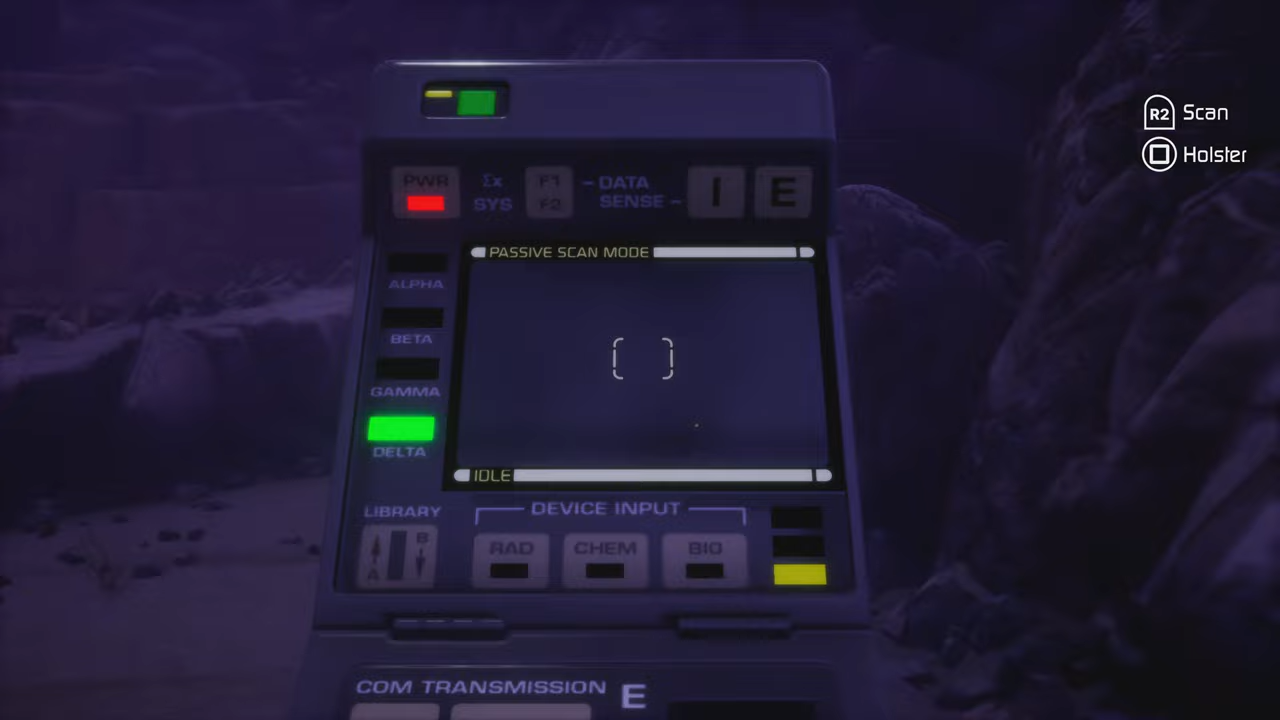 R2 Scan
Holster
PWR
Σx
SYS
F1
F2
DATA
SENSE
I
E
PASSIVE SCAN MODE
ALPHA
BETA
GAMMA
DELTA
IDLE
LIBRARY
A
B
DEVICE INPUT
RAD
CHEM
BIO
COM TRANSMISSION
E